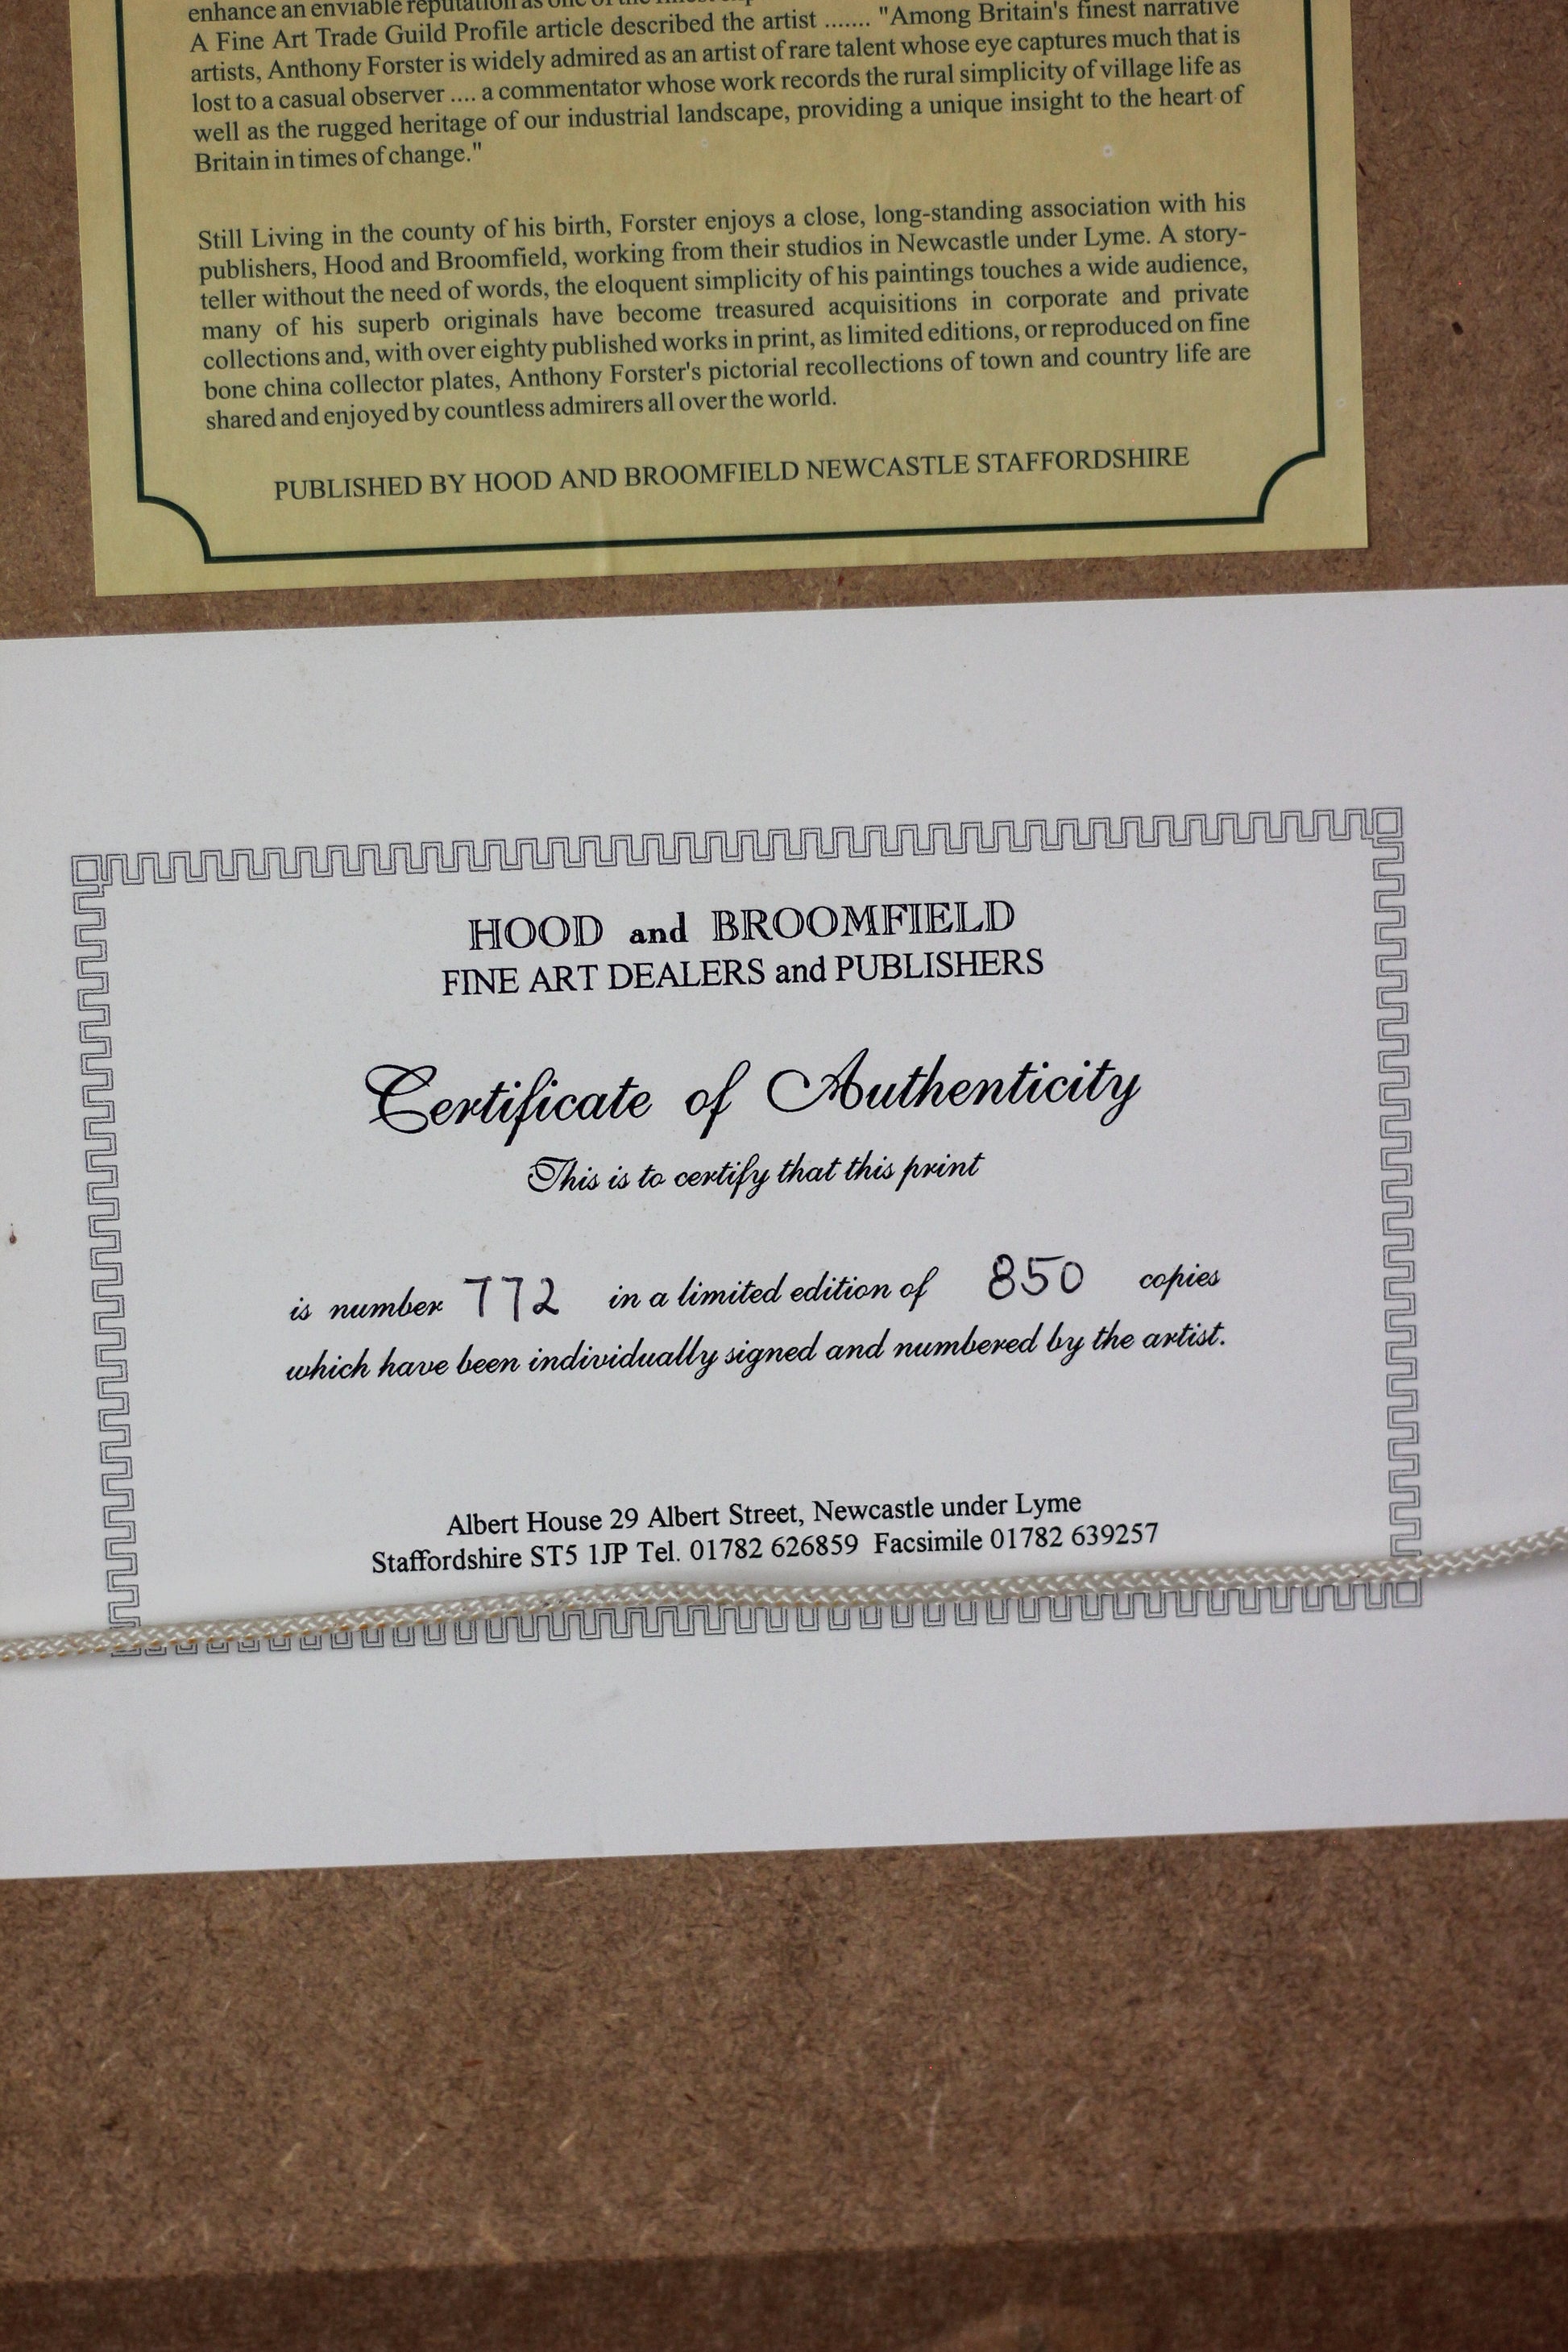 enhance an enviable reputation as one of the finest
A Fine Art Trade Guild Profile article described the artist ....... "Among Britain's finest narrative
artists, Anthony Forster is widely admired as an artist of rare talent whose eye captures much that is
lost to a casual observer .... a commentator whose work records the rural simplicity of village life as
well as the rugged heritage of our industrial landscape, providing a unique insight to the heart of
Britain in times of change."
Still Living in the county of his birth, Forster enjoys a close, long-standing association with his
publishers, Hood and Broomfield, working from their studios in Newcastle under Lyme. A story-
teller without the need of words, the eloquent simplicity of his paintings touches a wide audience,
many of his superb originals have become treasured acquisitions in corporate and private
collections and, with over eighty published works in print, as limited editions, or reproduced on fine
bone china collector plates, Anthony Forster's pictorial recollections of town and country life are
shared and enjoyed by countless admirers all over the world.
PUBLISHED BY HOOD AND BROOMFIELD NEWCASTLE STAFFORDSHIRE
HOOD and BROOMFIELD
FINE ART DEALERS and PUBLISHERS
Certificate of Authenticity
This is to certify that this print
is number 772 in a limited edition of 850 copies
which have been individually signed and numbered by the artist.
Albert House 29 Albert Street, Newcastle under Lyme
Staffordshire ST5 1JP Tel. 01782 626859 Facsimile 01782 639257